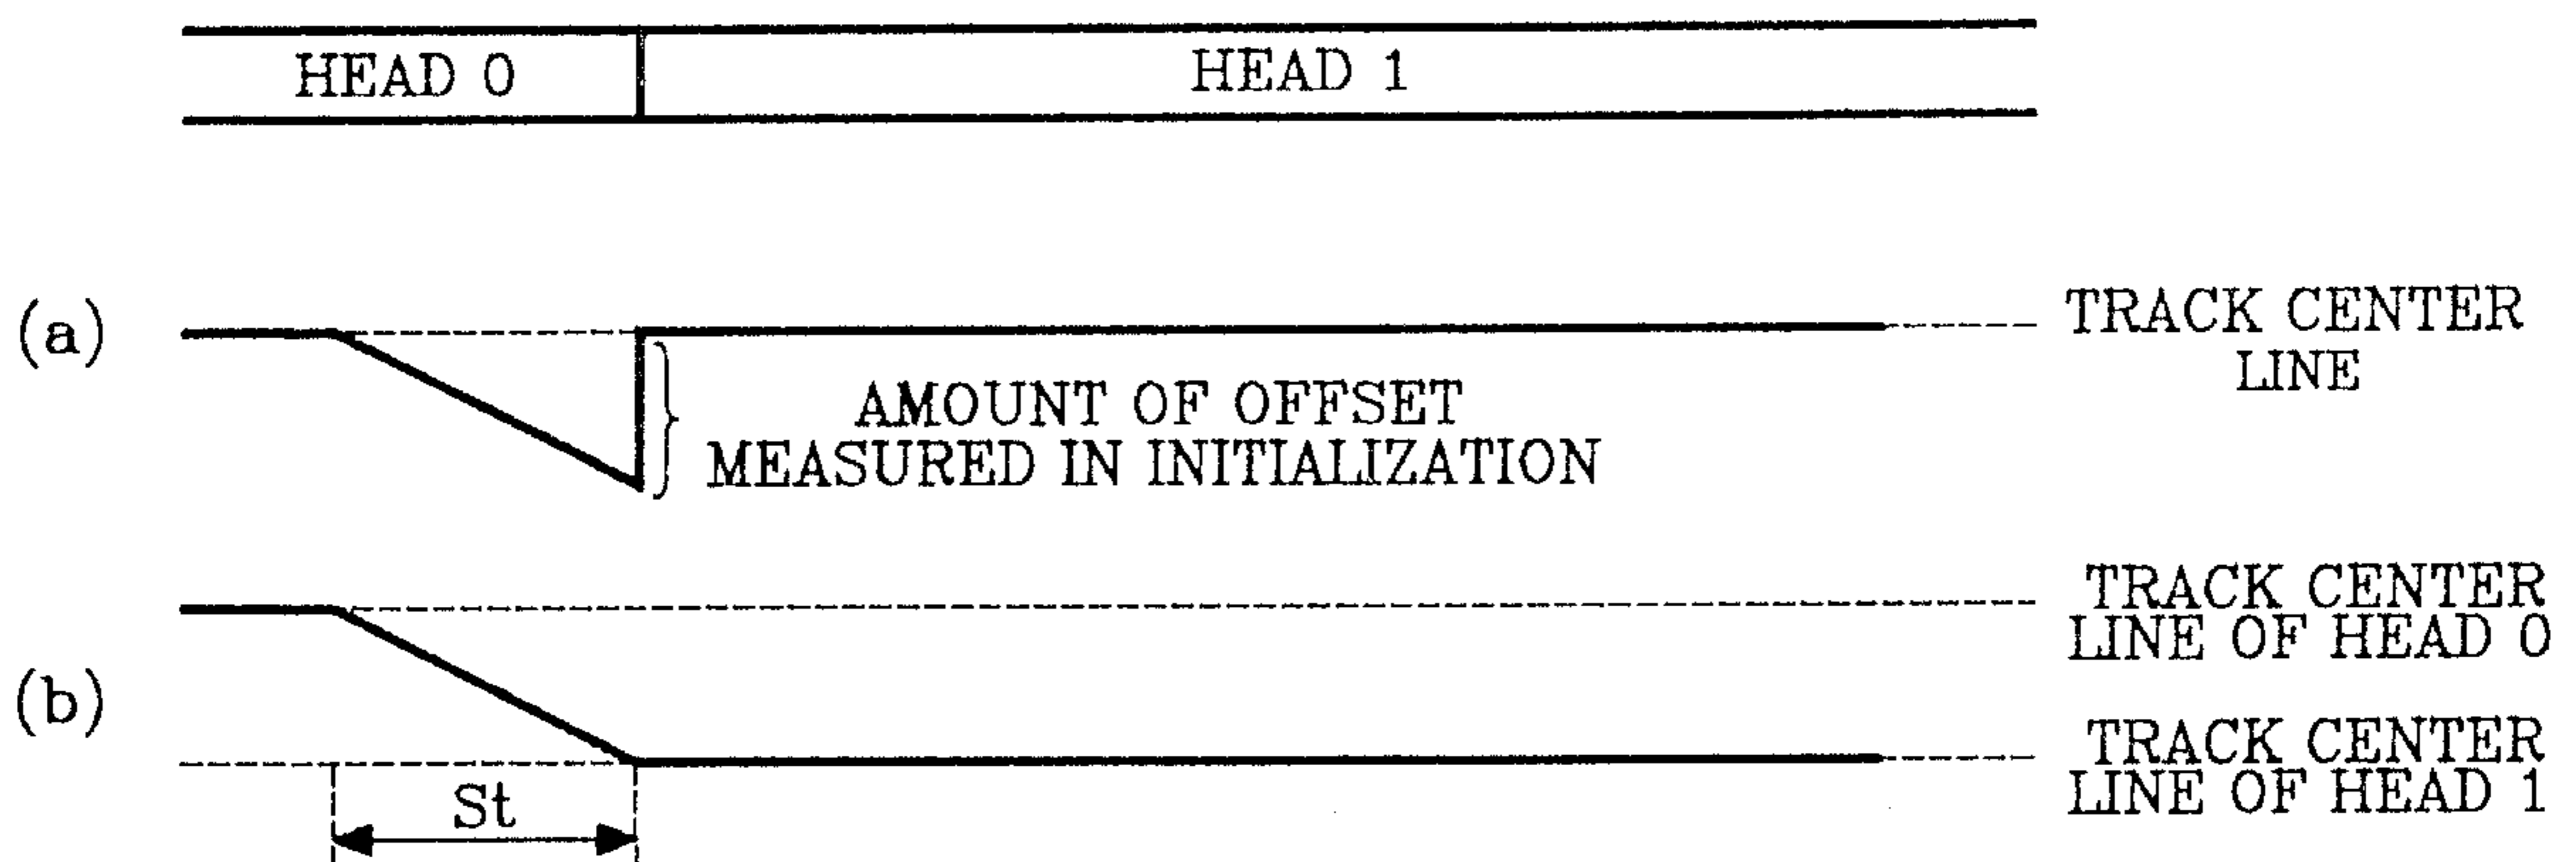 HEAD 0
HEAD 1
(a)
TRACK CENTER
LINE
AMOUNT OF OFFSET
MEASURED IN INITIALIZATION
(b)
TRACK CENTER
LINE OF HEAD 0
TRACK CENTER
LINE OF HEAD 1
St